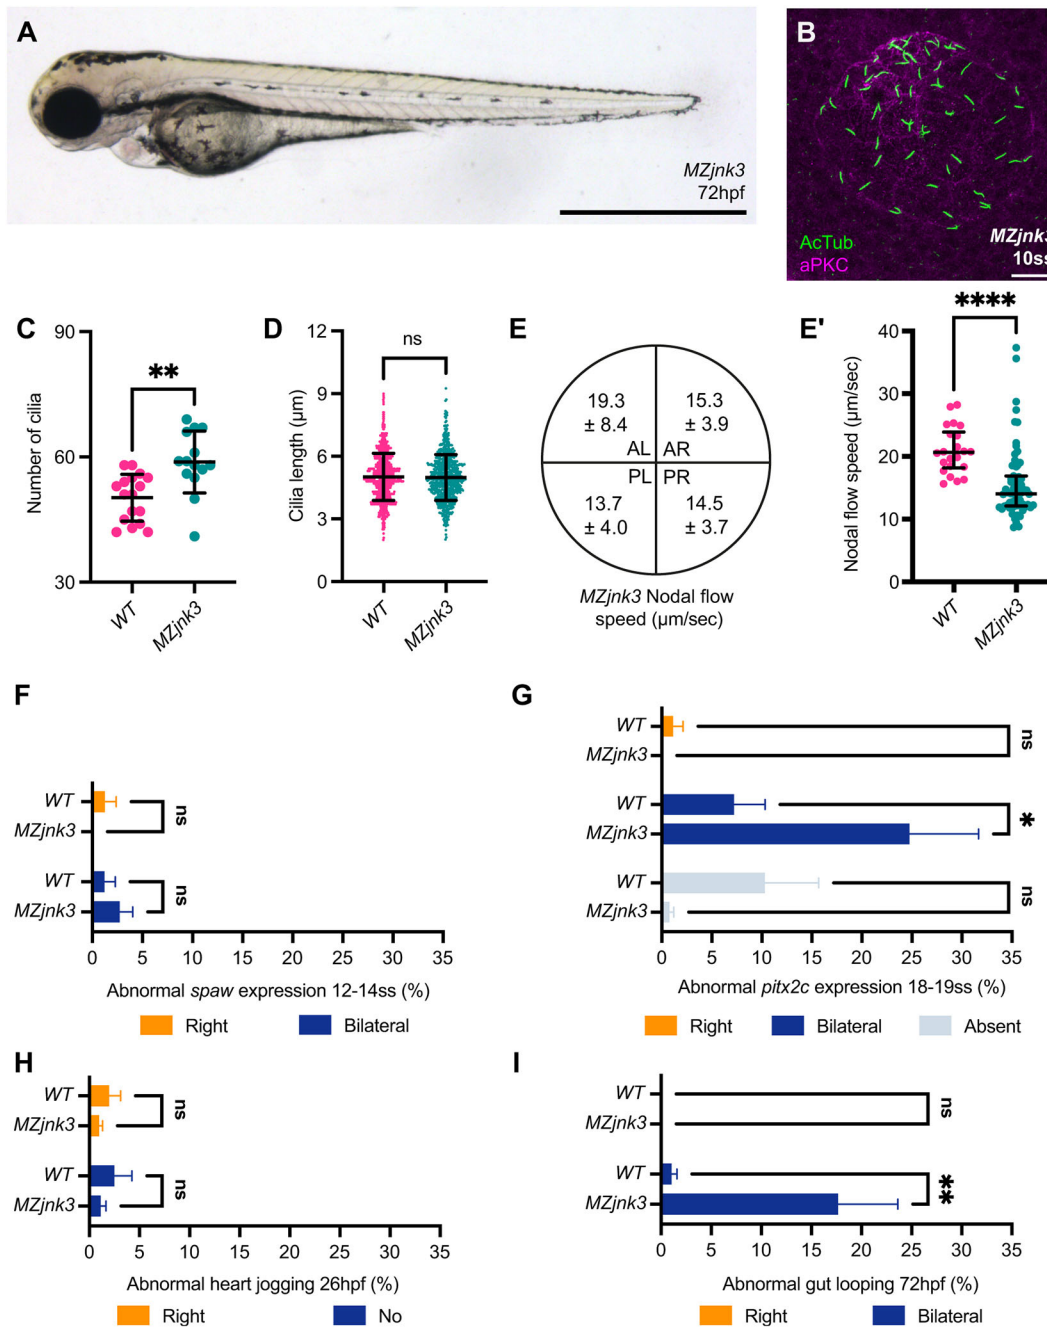 A
MZjnk3
72hpf
B
AcTub
aPKC
MZjnk3
10ss
C
Number of cilia
90
60
30
**
WT
MZjnk3
D
Cilia length (μm)
12
9
6
3
0
ns
WT
MZjnk3
E
19.3
± 8.4
15.3
± 3.9
AL
AR
PL
PR
13.7
± 4.0
14.5
± 3.7
MZjnk3 Nodal flow
speed (μm/sec)
E'
Nodal flow speed (μm/sec)
40
30
20
10
0
****
WT
MZjnk3
F
WT
MZjnk3
ns
WT
MZjnk3
ns
0 5 10 15 20 25 30 35
Abnormal spaw expression 12-14ss (%)
Right Bilateral
G
WT
MZjnk3
ns
WT
MZjnk3
*
WT
MZjnk3
ns
0 5 10 15 20 25 30 35
Abnormal pitx2c expression 18-19ss (%)
Right Bilateral Absent
H
WT
MZjnk3
ns
WT
MZjnk3
ns
0 5 10 15 20 25 30 35
Abnormal heart jogging 26hpf (%)
Right No
I
WT
MZjnk3
ns
WT
MZjnk3
**
0 5 10 15 20 25 30 35
Abnormal gut looping 72hpf (%)
Right Bilateral